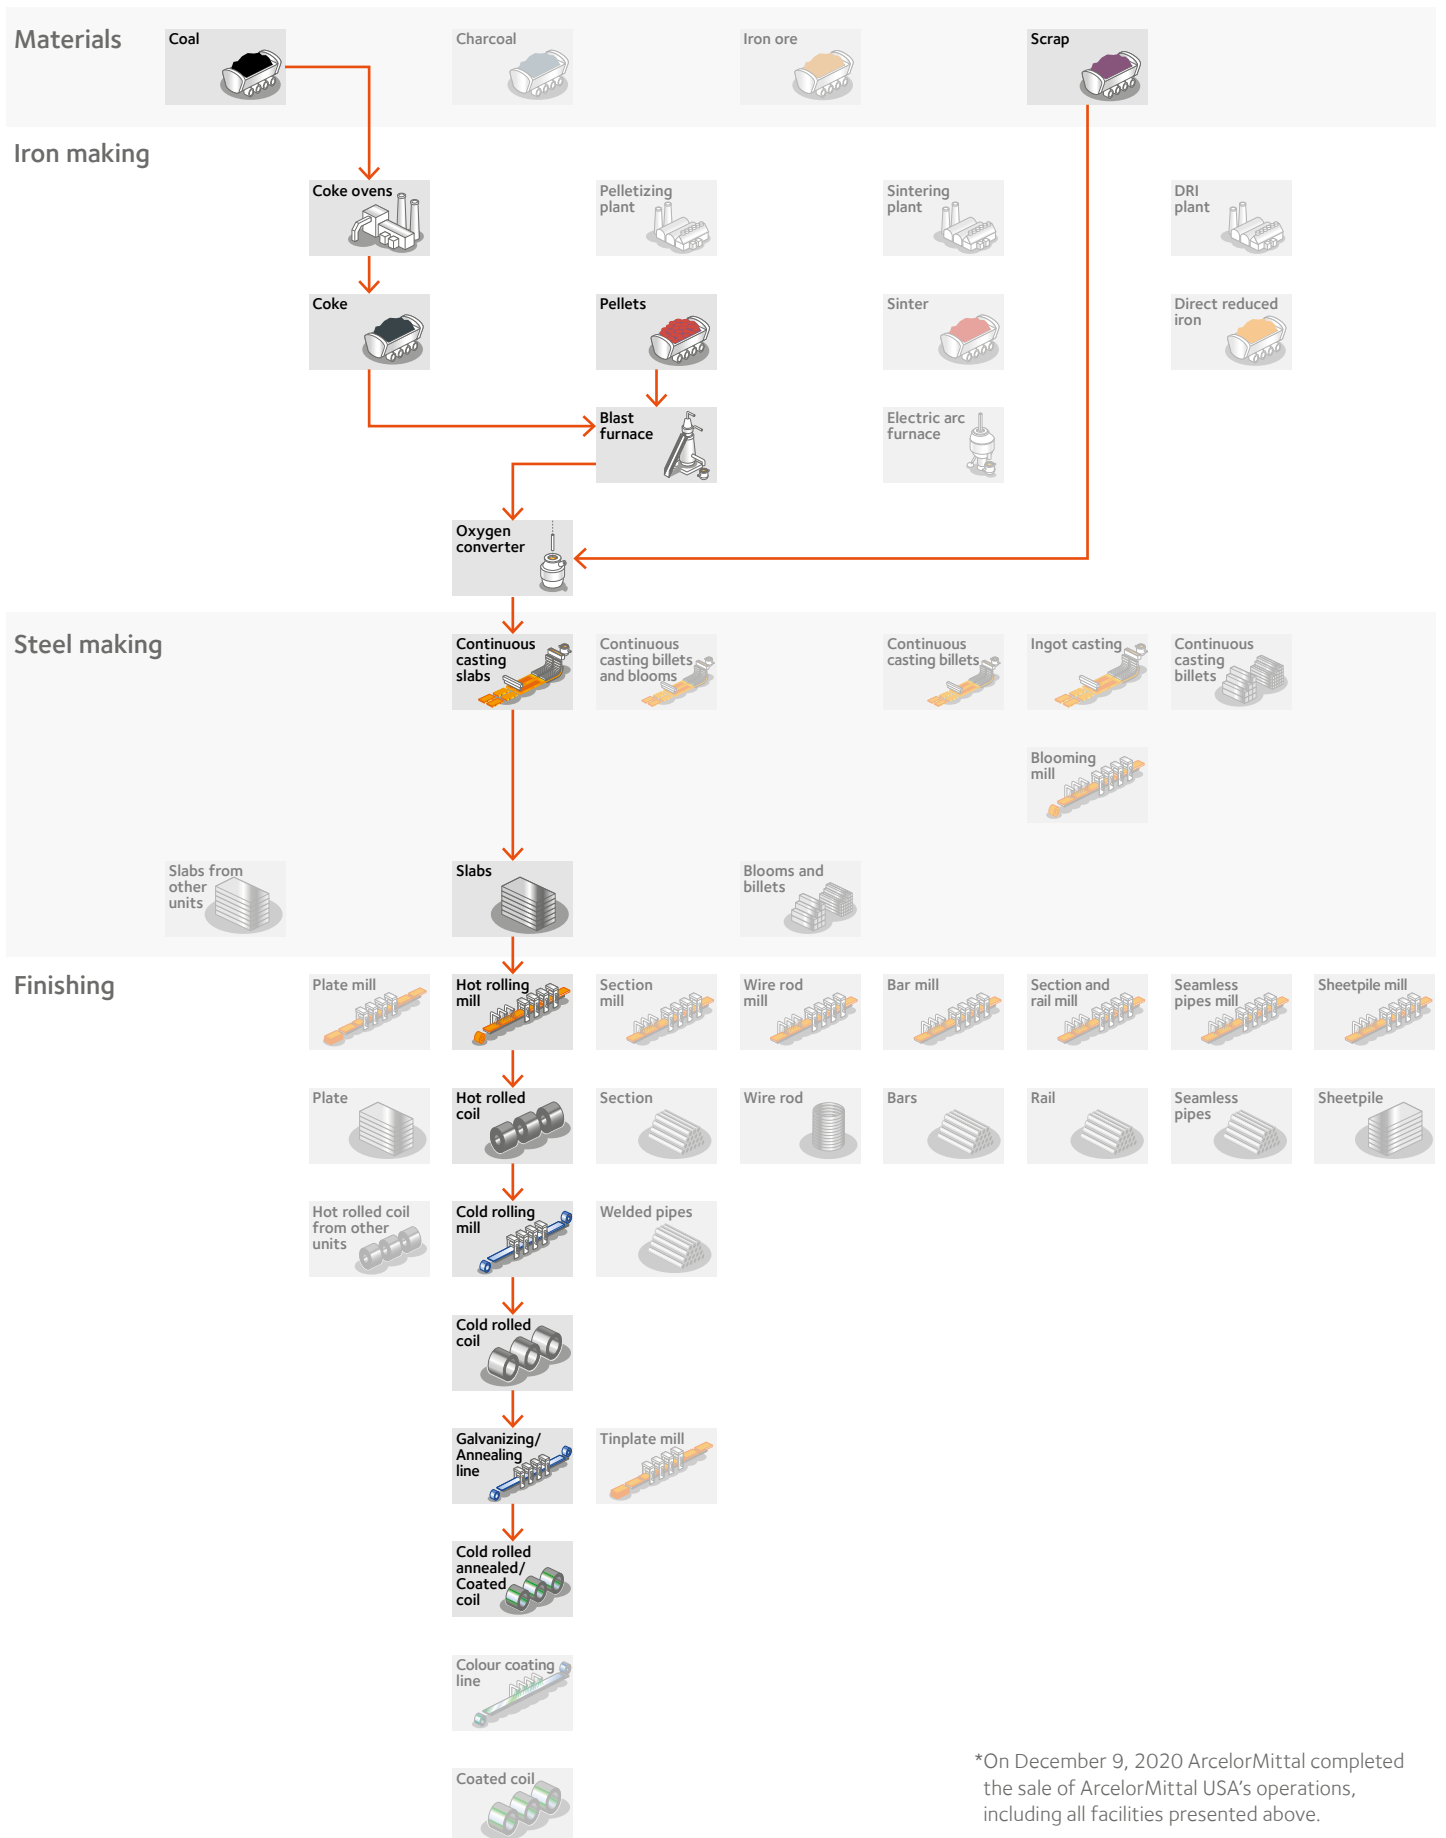 Materials
Coal
Charcoal
Iron ore
Scrap
Iron making
Coke ovens
Pelletizing
plant
Sintering
plant
DRI
plant
Coke
Pellets
Sinter
Direct reduced
iron
Blast
furnace
Electric arc
furnace
Oxygen
converter
Steel making
Continuous
casting
slabs
Continuous
casting billets
and blooms
Continuous
casting billets
Ingot casting
Continuous
casting
billets
Blooming
mill
Slabs from
other
units
Slabs
Blooms and
billets
Finishing
Plate mill
Hot rolling
mill
Section
mill
Wire rod
mill
Bar mill
Section and
rail mill
Seamless
pipes mill
Sheetpile mill
Plate
Hot rolled
coil
Section
Wire rod
Bars
Rail
Seamless
pipes
Sheetpile
Hot rolled coil
from other
units
Cold rolling
mill
Welded pipes
Cold rolled
coil
Galvanizing/
Annealing
line
Tinplate mill
Cold rolled
annealed/
Coated
coil
Colour coating
line
Coated coil
*On December 9, 2020 ArcelorMittal completed
the sale of ArcelorMittal USA's operations,
including all facilities presented above.